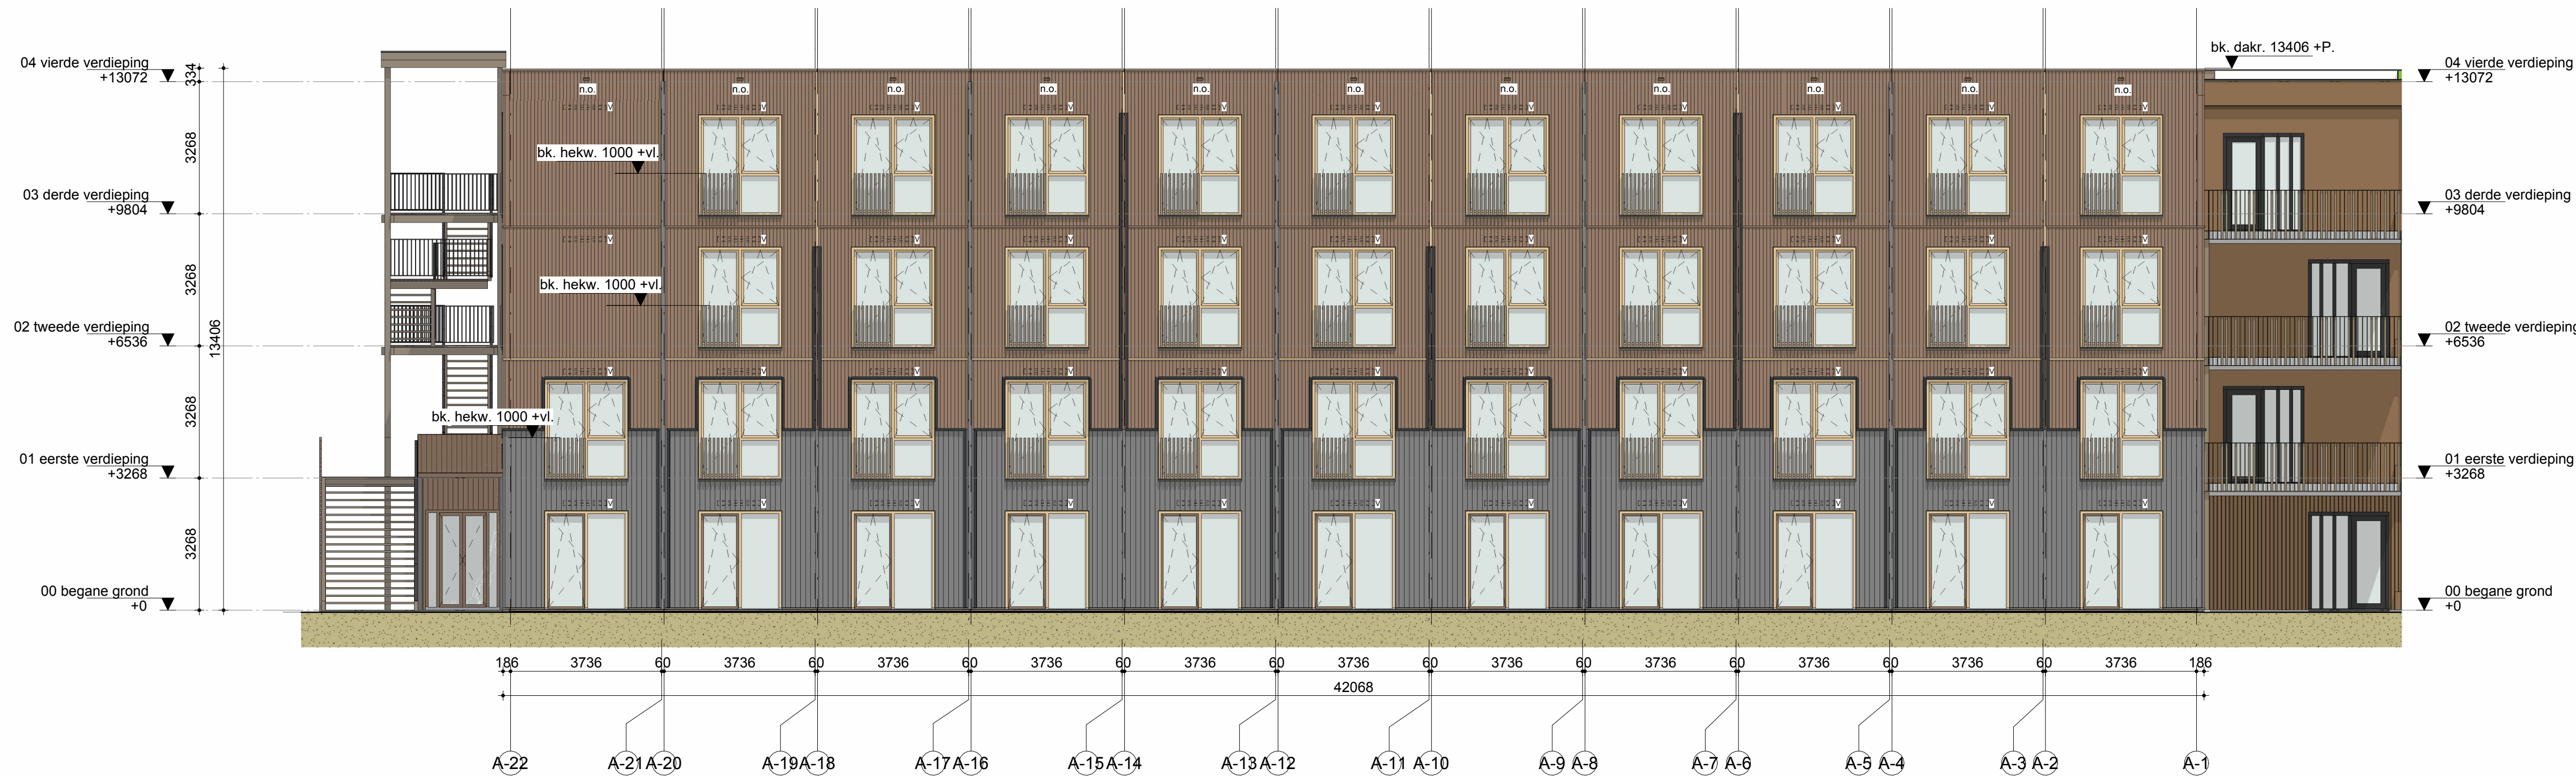 bk. dakr. 13406 +P.
04 vierde verdieping
+13072
334
04 vierde verdieping
+13072
n.o. n.o. n.o. n.o. n.o. n.o. n.o. n.o. n.o. n.o. n.o.
V V V V V V V V V V V
3268
bk. hekw. 1000 +vl.
03 derde verdieping
+9804
03 derde verdieping
+9804
V V V V V V V V V V V
3268
bk. hekw. 1000 +vl.
13406
02 tweede verdieping
+6536
02 tweede verdieping
+6536
V V V V V V V V V V V
3268
bk. hekw. 1000 +vl.
01 eerste verdieping
+3268
01 eerste verdieping
+3268
V V V V V V V V V V V
3268
00 begane grond
+0
00 begane grond
+0
186 3736 60 3736 60 3736 60 3736 60 3736 60 3736 60 3736 60 3736 60 3736 60 3736 60 3736 186
42068
A-22 A-21 A-20 A-19 A-18 A-17 A-16 A-15 A-14 A-13 A-12 A-11 A-10 A-9 A-8 A-7 A-6 A-5 A-4 A-3 A-2 A-1